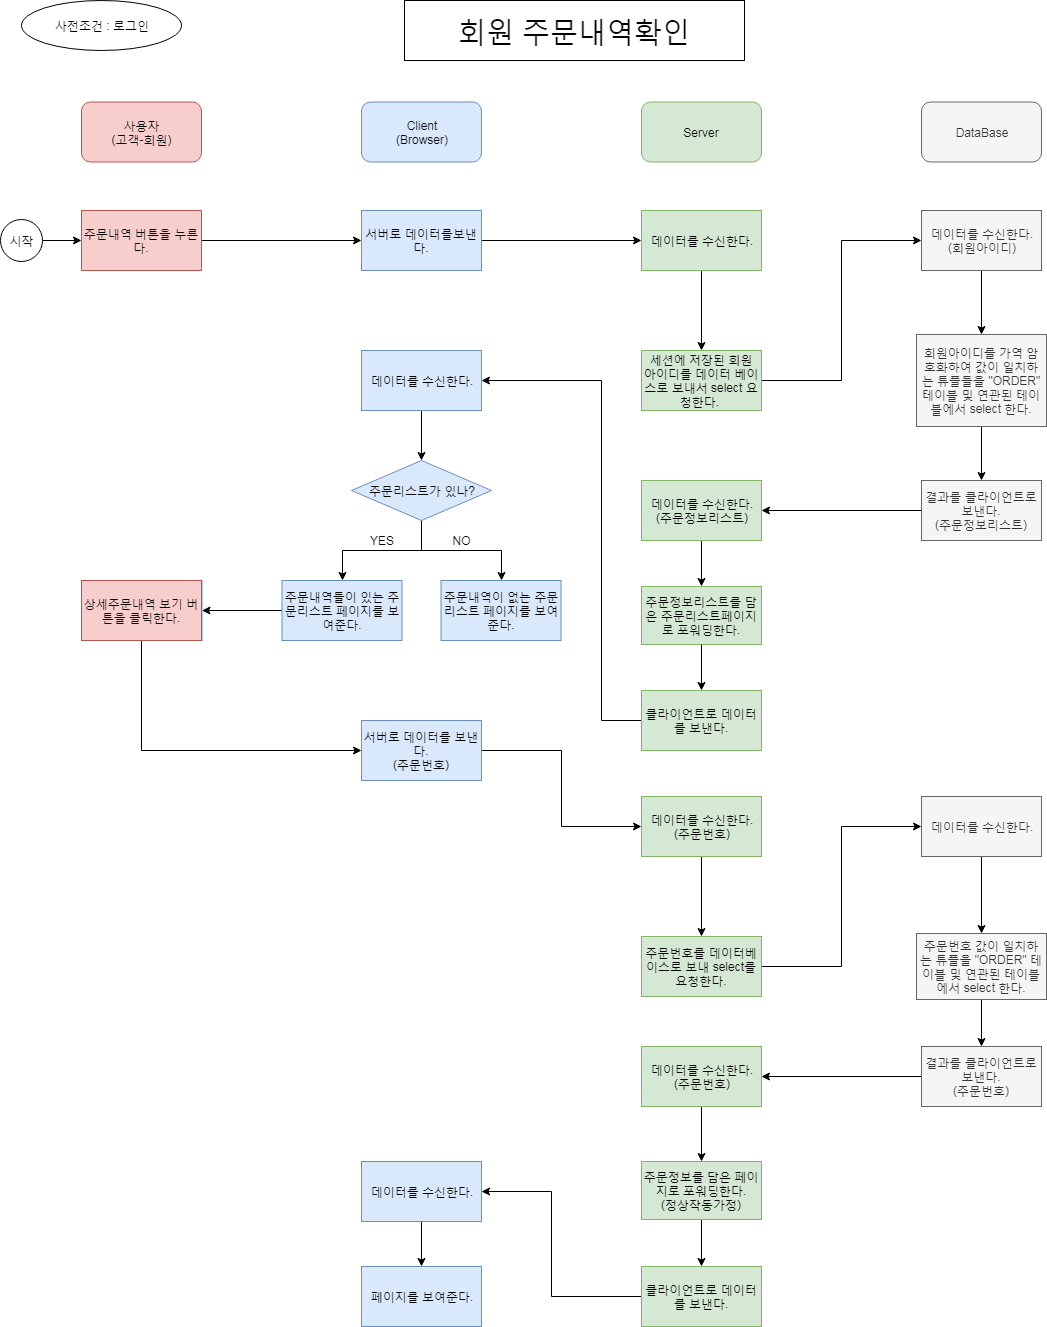 사전조건 : 로그인
회원 주문내역확인
사용자
(고객-회원)
Client
(Browser)
Server
DataBase
시작
주문내역 버튼을 누른
다.
서버로 데이터를보낸
다.
데이터를 수신한다.
데이터를 수신한다.
(회원아이디)
데이터를 수신한다.
세션에 저장된 회원
아이디를 데이터 베이
스로 보내서 select 요
청한다.
회원아이디를 가역 암
호화하여 값이 일치하
는 튜플들을 "ORDER"
테이블 및 연관된 테이
블에서 select 한다.
주문리스트가 있나?
데이터를 수신한다.
(주문정보리스트)
결과를 클라이언트로
보낸다.
(주문정보리스트)
YES
NO
상세주문내역 보기 버
튼을 클릭한다.
주문내역들이 있는 주
문리스트 페이지를 보
여준다.
주문내역이 없는 주문
리스트 페이지를 보여
준다.
주문정보리스트를 담
은 주문리스트페이지
로 포워딩한다.
클라이언트로 데이터
를 보낸다.
서버로 데이터를 보낸
다.
(주문번호)
데이터를 수신한다.
(주문번호)
데이터를 수신한다.
주문번호를 데이터베
이스로 보내 select를
요청한다.
주문번호 값이 일치하
는 튜플을 "ORDER" 테
이블 및 연관된 테이블
에서 select 한다.
데이터를 수신한다.
(주문번호)
결과를 클라이언트로
보낸다.
(주문번호)
데이터를 수신한다.
주문정보를 담은 페이
지로 포워딩한다.
(정상작동가정)
페이지를 보여준다.
클라이언트로 데이터
를 보낸다.